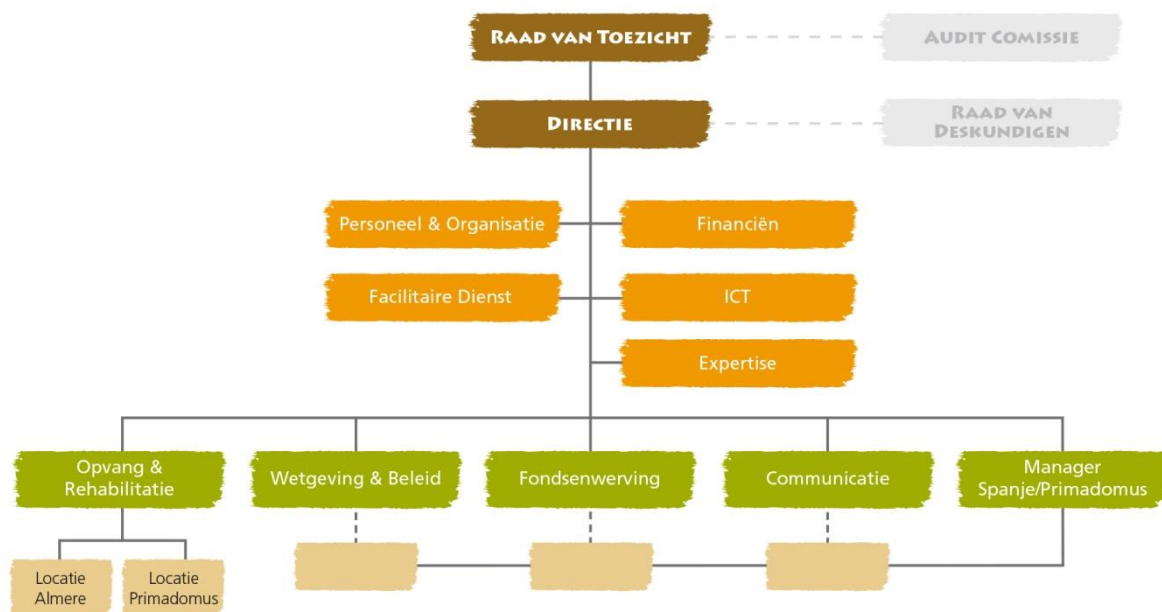 RAAD VAN TOEZICHT
AUDIT COMISSIE
DIRECTIE
RAAD VAN
DESKUNDIGEN
Personeel & Organisatie
Financiën
Facilitaire Dienst
ICT
Expertise
Opvang &
Rehabilitatie
Wetgeving & Beleid
Fondsenwerving
Communicatie
Manager
Spanje/Primadomus
Locatie
Almere
Locatie
Primadomus